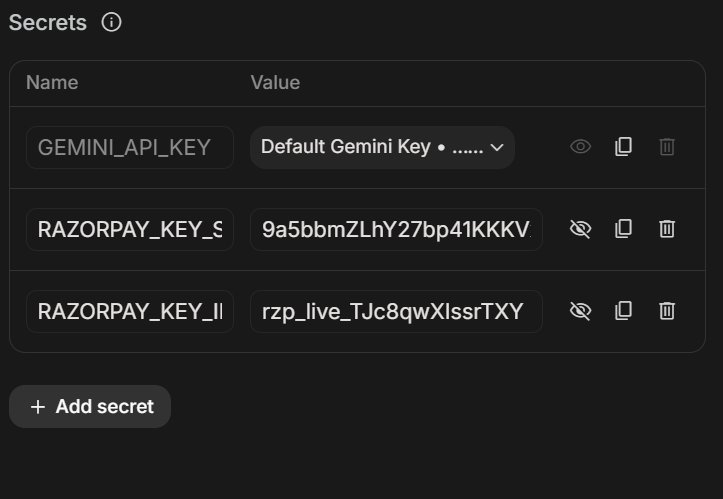 Secrets
Name Value
GEMINI_API_KEY Default Gemini Key • ......
RAZORPAY_KEY_S 9a5bbmZLhY27bp41KKKV
RAZORPAY_KEY_I rzp_live_TJc8qwXIssrTXY
+ Add secret